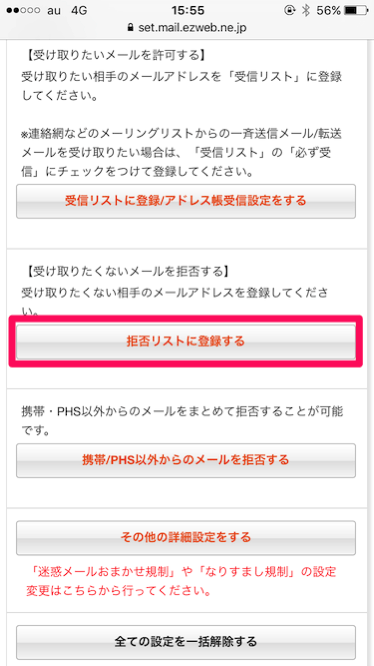 au 4G 15:55 56%
set.mail.ezweb.ne.jp
【受け取りたいメールを許可する】
受け取りたい相手のメールアドレスを「受信リスト」に登録
してください。
※連絡網などのメーリングリストからの一斉送信メール/転送
メールを受け取りたい場合は、「受信リスト」の「必ず受
信」にチェックをつけて登録してください。
受信リストに登録/アドレス帳受信設定をする
【受け取りたくないメールを拒否する】
受け取りたくない相手のメールアドレスを登録してくださ
い。
拒否リストに登録する
携帯・PHS以外からのメールをまとめて拒否することが可能
です。
携帯/PHS以外からのメールを拒否する
その他の詳細設定をする
「迷惑メールおまかせ規制」や「なりすまし規制」の設定
変更はこちらから行ってください。
全ての設定を一括解除する